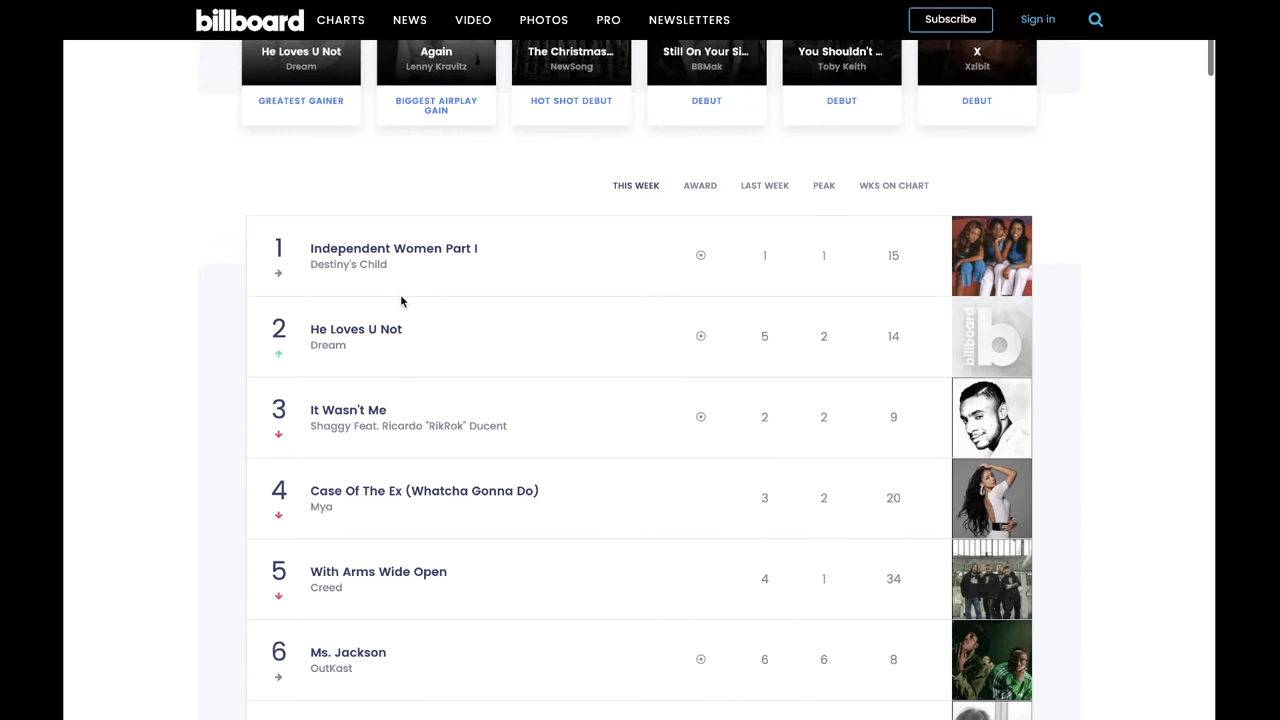 billboard CHARTS NEWS VIDEO PHOTOS PRO NEWSLETTERS Subscribe Sign in
He Loves U Not Again The Christmas... Still On Your Si... You Shouldn't ... X
Dream Lenny Kravitz NewSong BBMak Toby Keith Xzibit
GREATEST GAINER BIGGEST AIRPLAY HOT SHOT DEBUT DEBUT DEBUT DEBUT
GAIN
THIS WEEK AWARD LAST WEEK PEAK WKS ON CHART
1 Independent Women Part I 1 1 15
Destiny's Child
2 He Loves U Not 5 2 14
Dream
billboard b
3 It Wasn't Me 2 2 9
Shaggy Feat. Ricardo "RikRok" Ducent
4 Case Of The Ex (Whatcha Gonna Do) 3 2 20
Mya
5 With Arms Wide Open 4 1 34
Creed
6 Ms. Jackson 6 6 8
OutKast